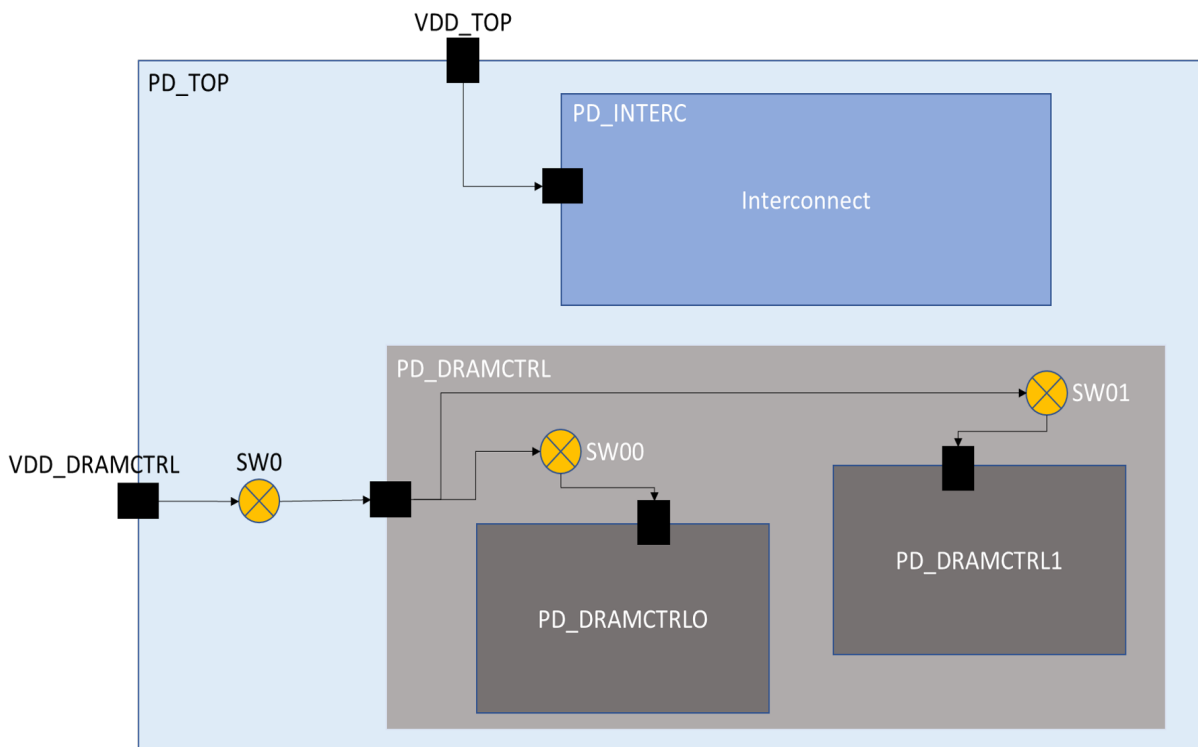 VDD_TOP
PD_TOP
PD_INTERC
Interconnect
PD_DRAMCTRL
SW01
SW00
VDD_DRAMCTRL
SW0
PD_DRAMCTRL1
PD_DRAMCTRLO